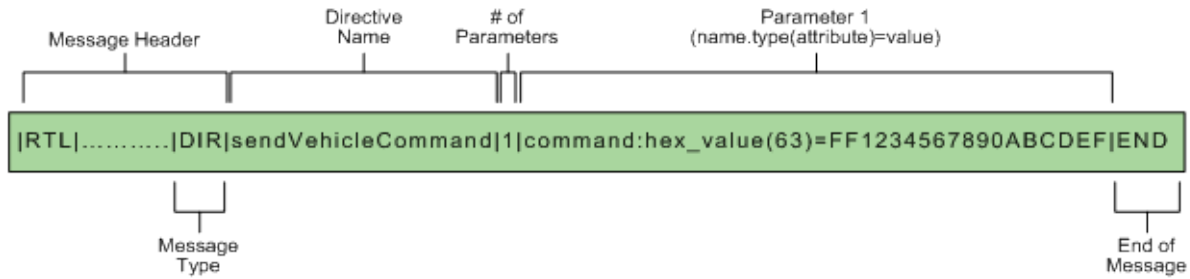 Message Header
Directive
Name
# of
Parameters
Parameter 1
(name.type(attribute)=value)
|RTL|...........|DIR|sendVehicleCommand|1|command:hex_value(63)=FF1234567890ABCDEF|END
Message
Type
End of
Message